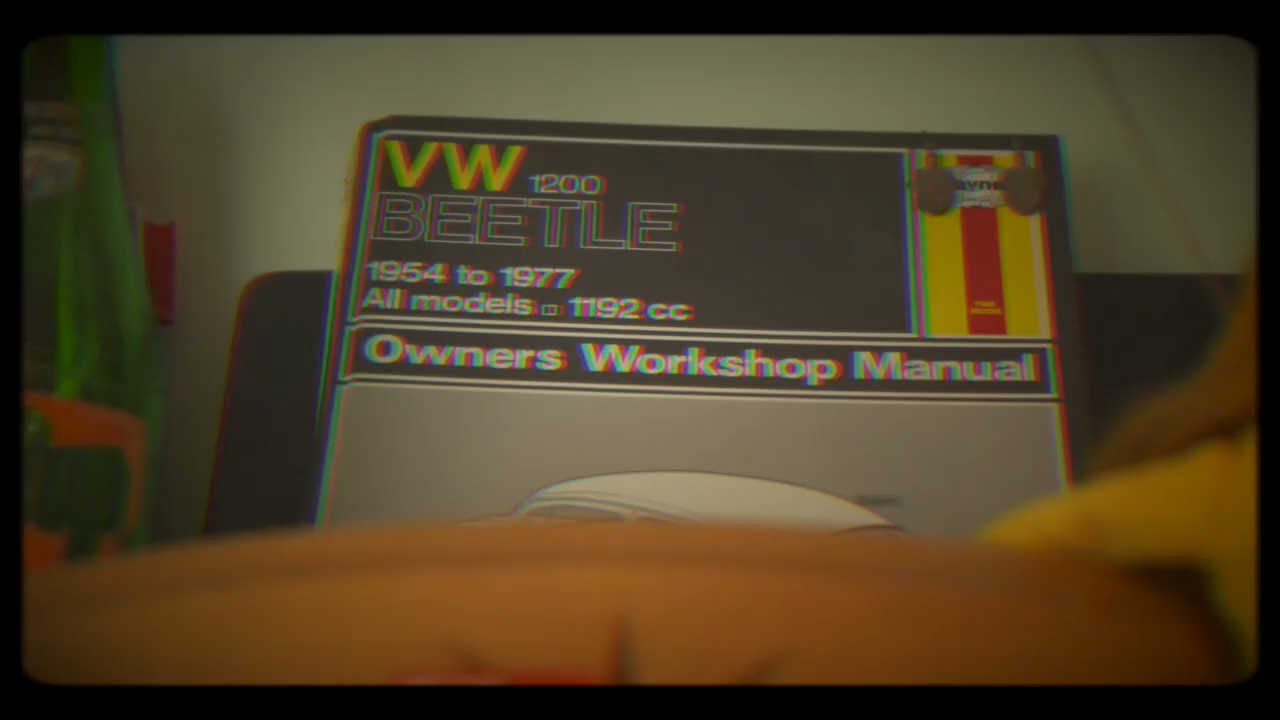 VW 1200
BEETLE
1954 to 1977
All models □ 1192 cc
Owners Workshop Manual